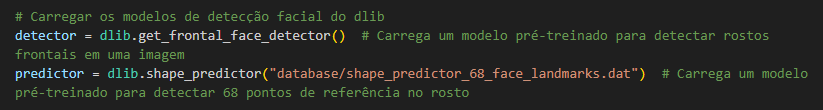 # Carregar os modelos de detecção facial do dlib
detector = dlib.get_frontal_face_detector()  # Carrega um modelo pré-treinado para detectar rostos
frontais em uma imagem
predictor = dlib.shape_predictor("database/shape_predictor_68_face_landmarks.dat")  # Carrega um modelo
pré-treinado para detectar 68 pontos de referência no rosto